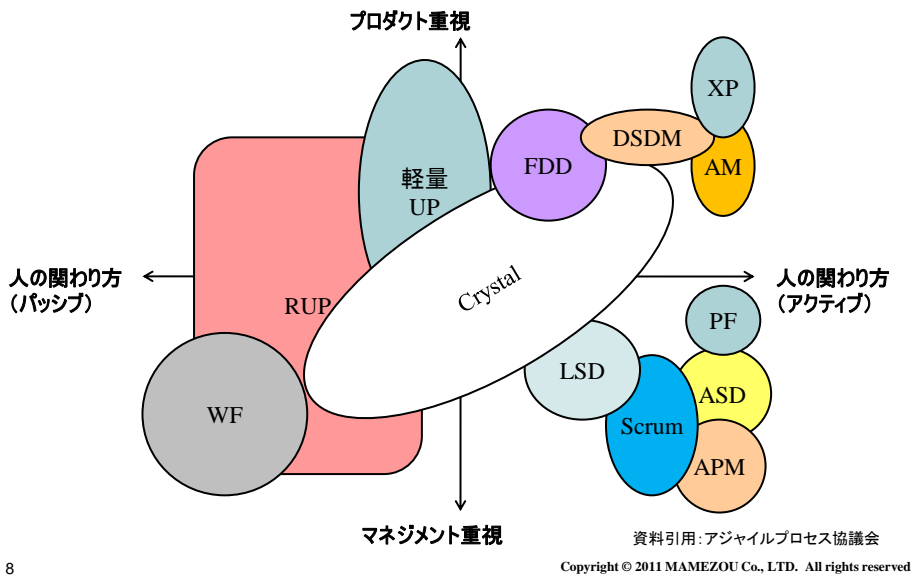 プロダクト重視
XP
DSDM
FDD
AM
軽量
UP
人の関わり方
（パッシブ）
人の関わり方
（アクティブ）
Crystal
RUP
PF
LSD
ASD
WF
Scrum
APM
マネジメント重視
資料引用：アジャイルプロセス協議会
8
Copyright © 2011 MAMEZOU Co., LTD. All rights reserved